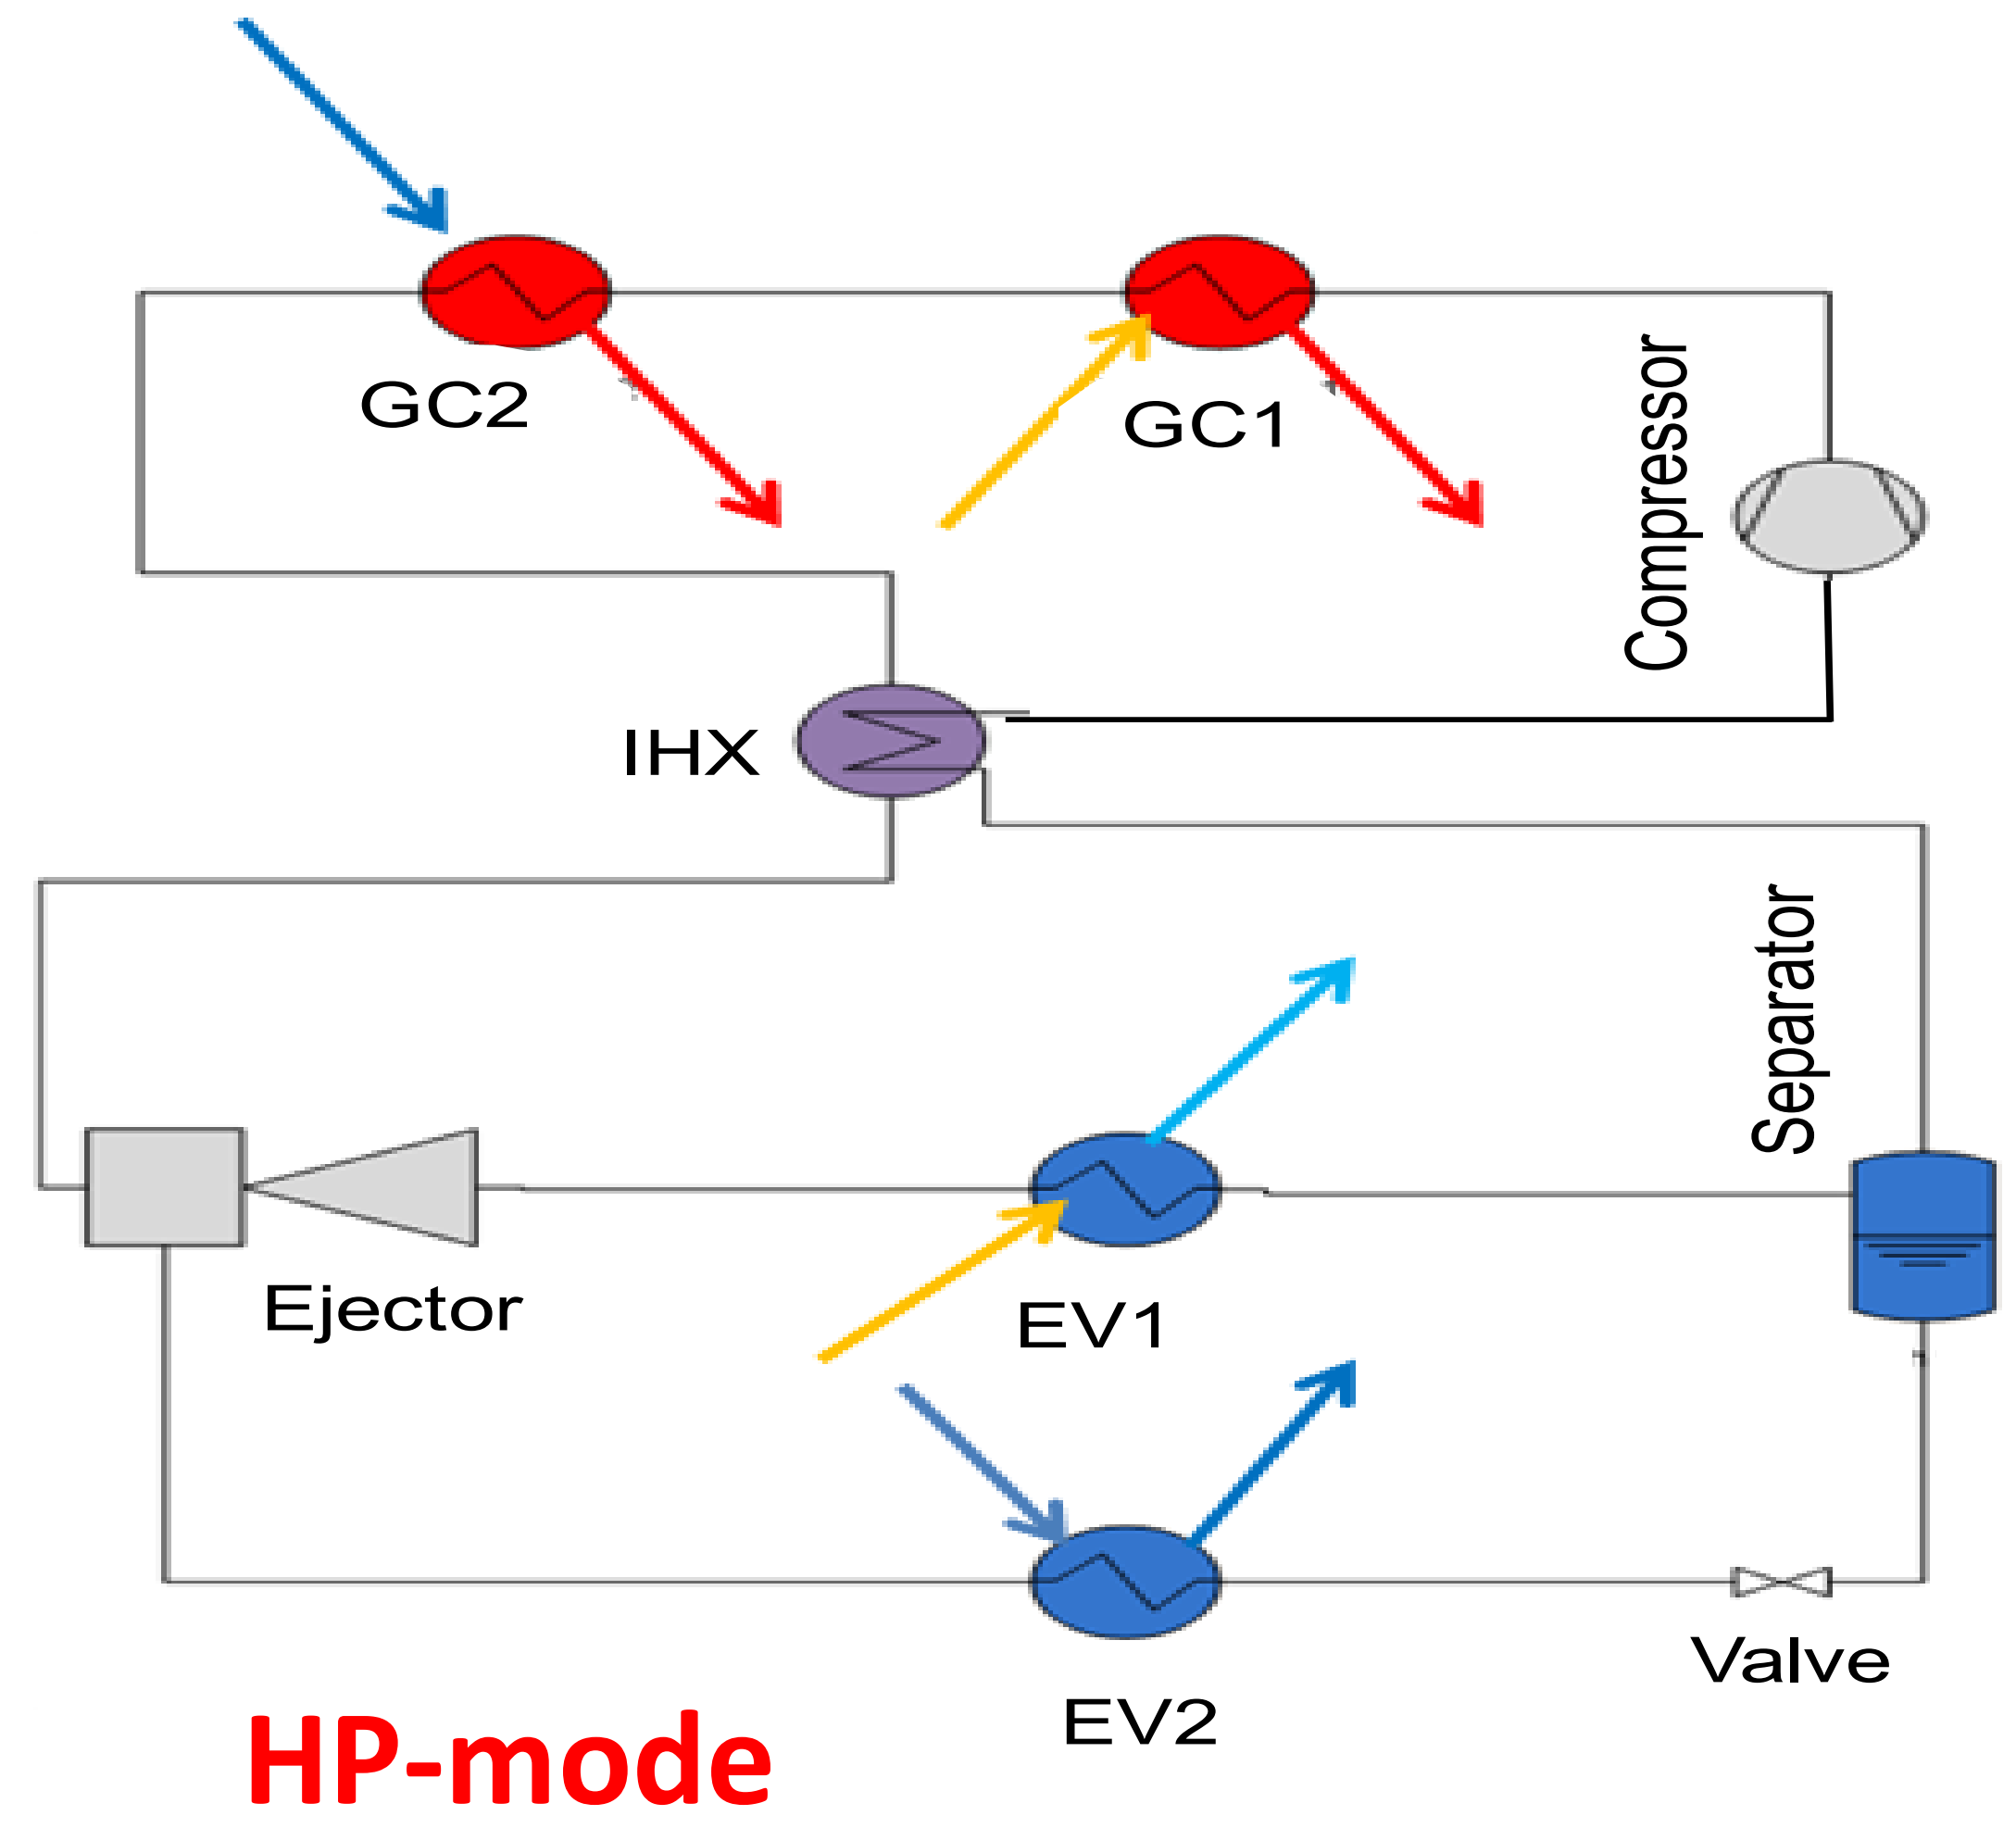 GC2
GC1
Compressor
IHX
Separator
Ejector
EV1
Valve
EV2
HP-mode